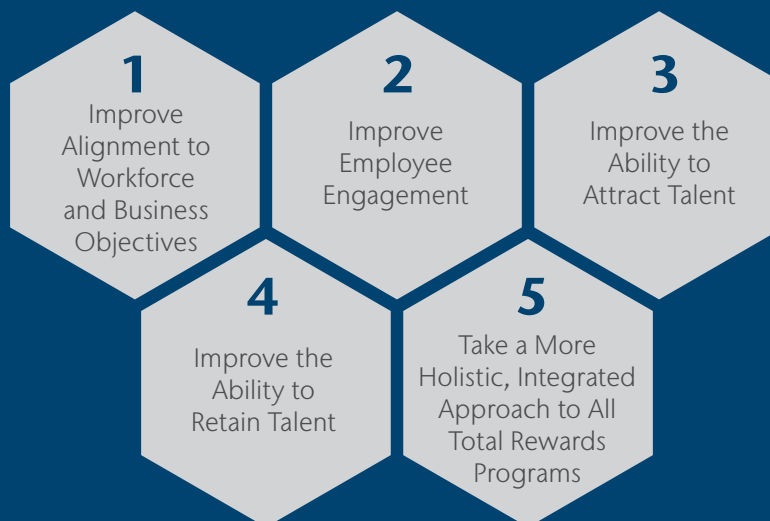 1
Improve
Alignment to
Workforce
and Business
Objectives
2
Improve
Employee
Engagement
3
Improve the
Ability to
Attract Talent
4
Improve the
Ability to
Retain Talent
5
Take a More
Holistic, Integrated
Approach to All
Total Rewards
Programs